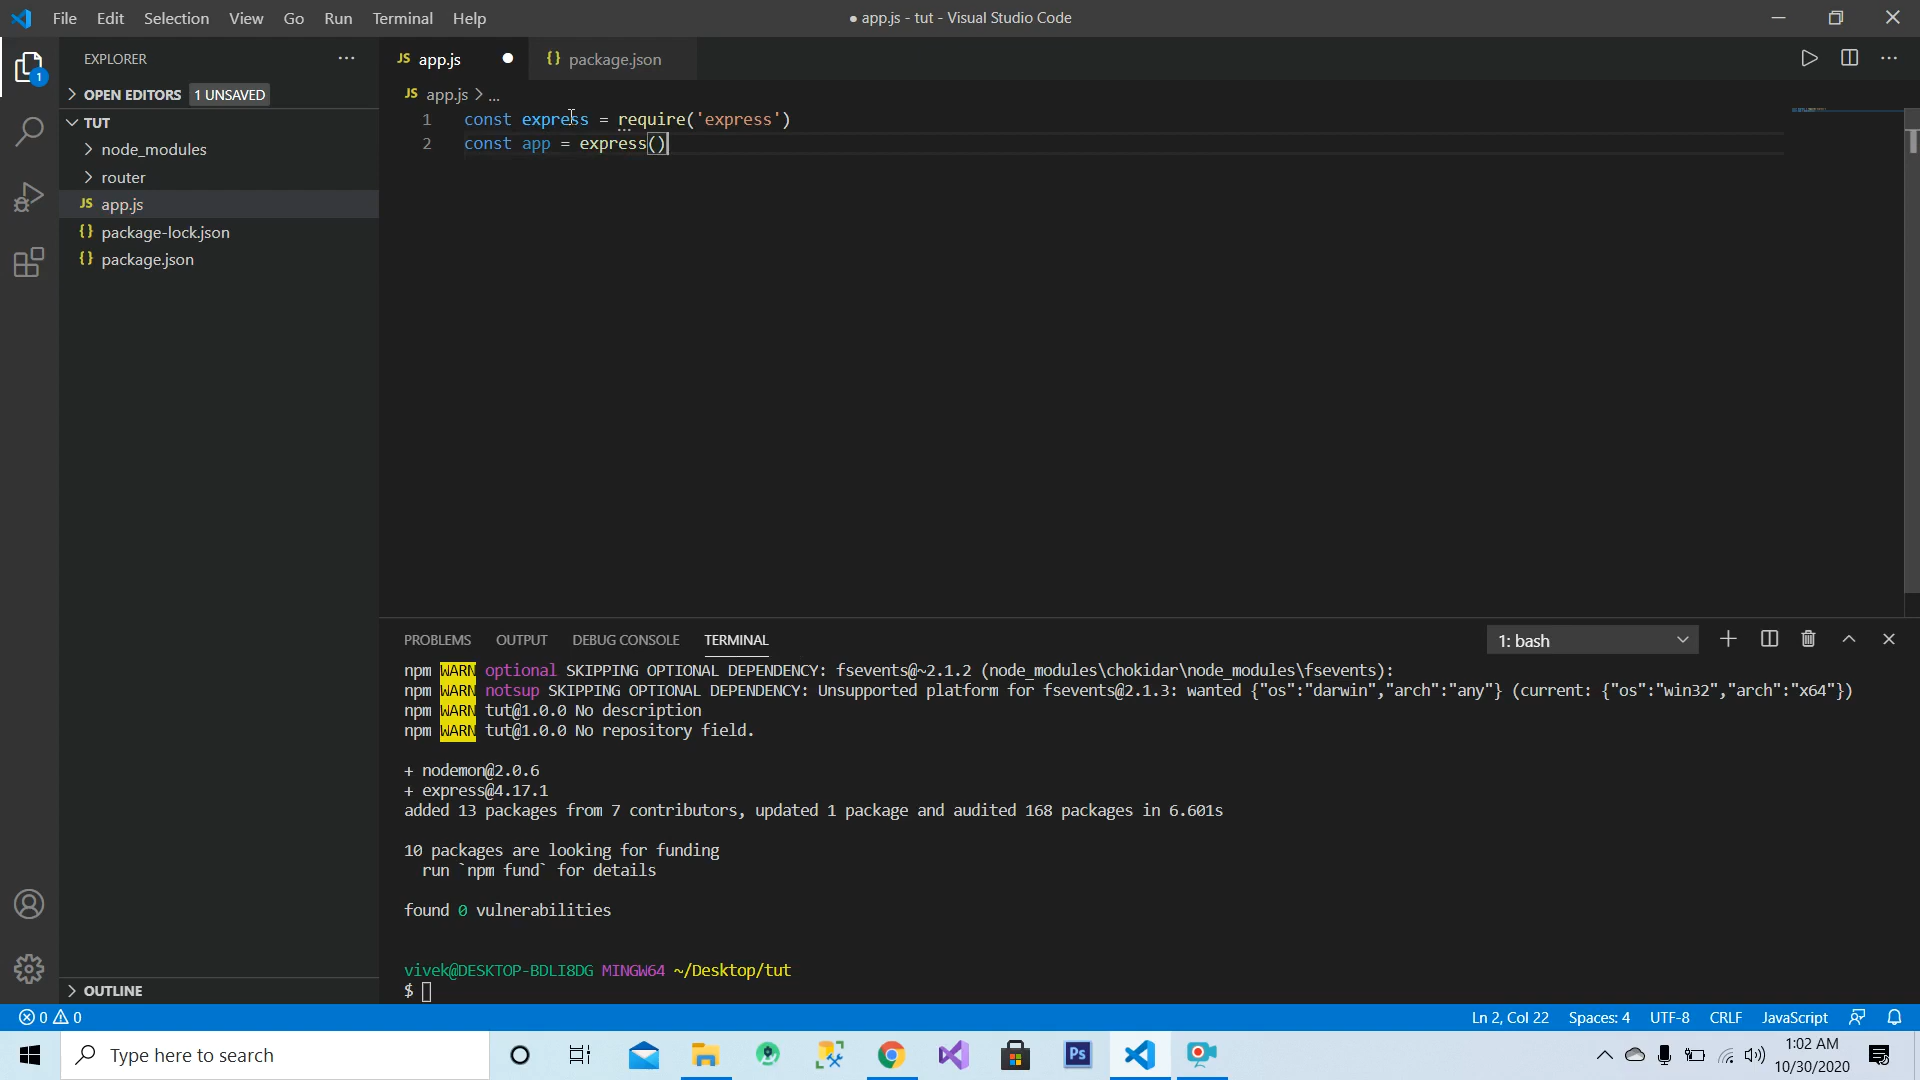 File Edit Selection View Go Run Terminal Help
● app.js - tut - Visual Studio Code
1
EXPLORER
OPEN EDITORS 1 UNSAVED
TUT
node_modules
router
JS app.js
{} package-lock.json
{} package.json
OUTLINE
JS app.js
{} package.json
JS app.js > ...
1 const express = require('express')
2 const app = express()
PROBLEMS OUTPUT DEBUG CONSOLE TERMINAL
1: bash
npm WARN optional SKIPPING OPTIONAL DEPENDENCY: fsevents@~2.1.2 (node_modules\chokidar\node_modules\fsevents):
npm WARN notsup SKIPPING OPTIONAL DEPENDENCY: Unsupported platform for fsevents@2.1.3: wanted {"os":"darwin","arch":"any"} (current: {"os":"win32","arch":"x64"})
npm WARN tut@1.0.0 No description
npm WARN tut@1.0.0 No repository field.
+ nodemon@2.0.6
+ express@4.17.1
added 13 packages from 7 contributors, updated 1 package and audited 168 packages in 6.601s
10 packages are looking for funding
run `npm fund` for details
found 0 vulnerabilities
vivek@DESKTOP-BDLI8DG MINGW64 ~/Desktop/tut
$
0 0
Ln 2, Col 22 Spaces: 4 UTF-8 CRLF JavaScript
Type here to search
Ps
1:02 AM
10/30/2020